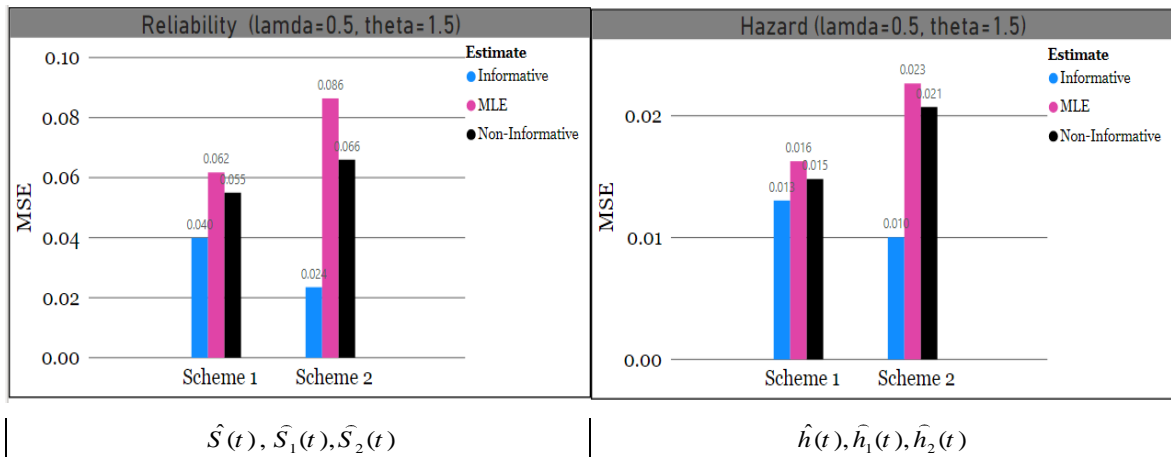 Reliability (lamda=0.5, theta=1.5)
Estimate
Informative
MLE
Non-Informative
MSE
0.10
0.08
0.06
0.04
0.02
0.00
0.040
0.062
0.055
0.024
0.086
0.066
Scheme 1 Scheme 2
Hazard (lamda=0.5, theta=1.5)
Estimate
Informative
MLE
Non-Informative
MSE
0.02
0.01
0.00
0.013
0.016
0.015
0.010
0.023
0.021
Scheme 1 Scheme 2
Ŝ(t), Ŝ₁(t), Ŝ₂(t)
ĥ(t), ĥ₁(t), ĥ₂(t)